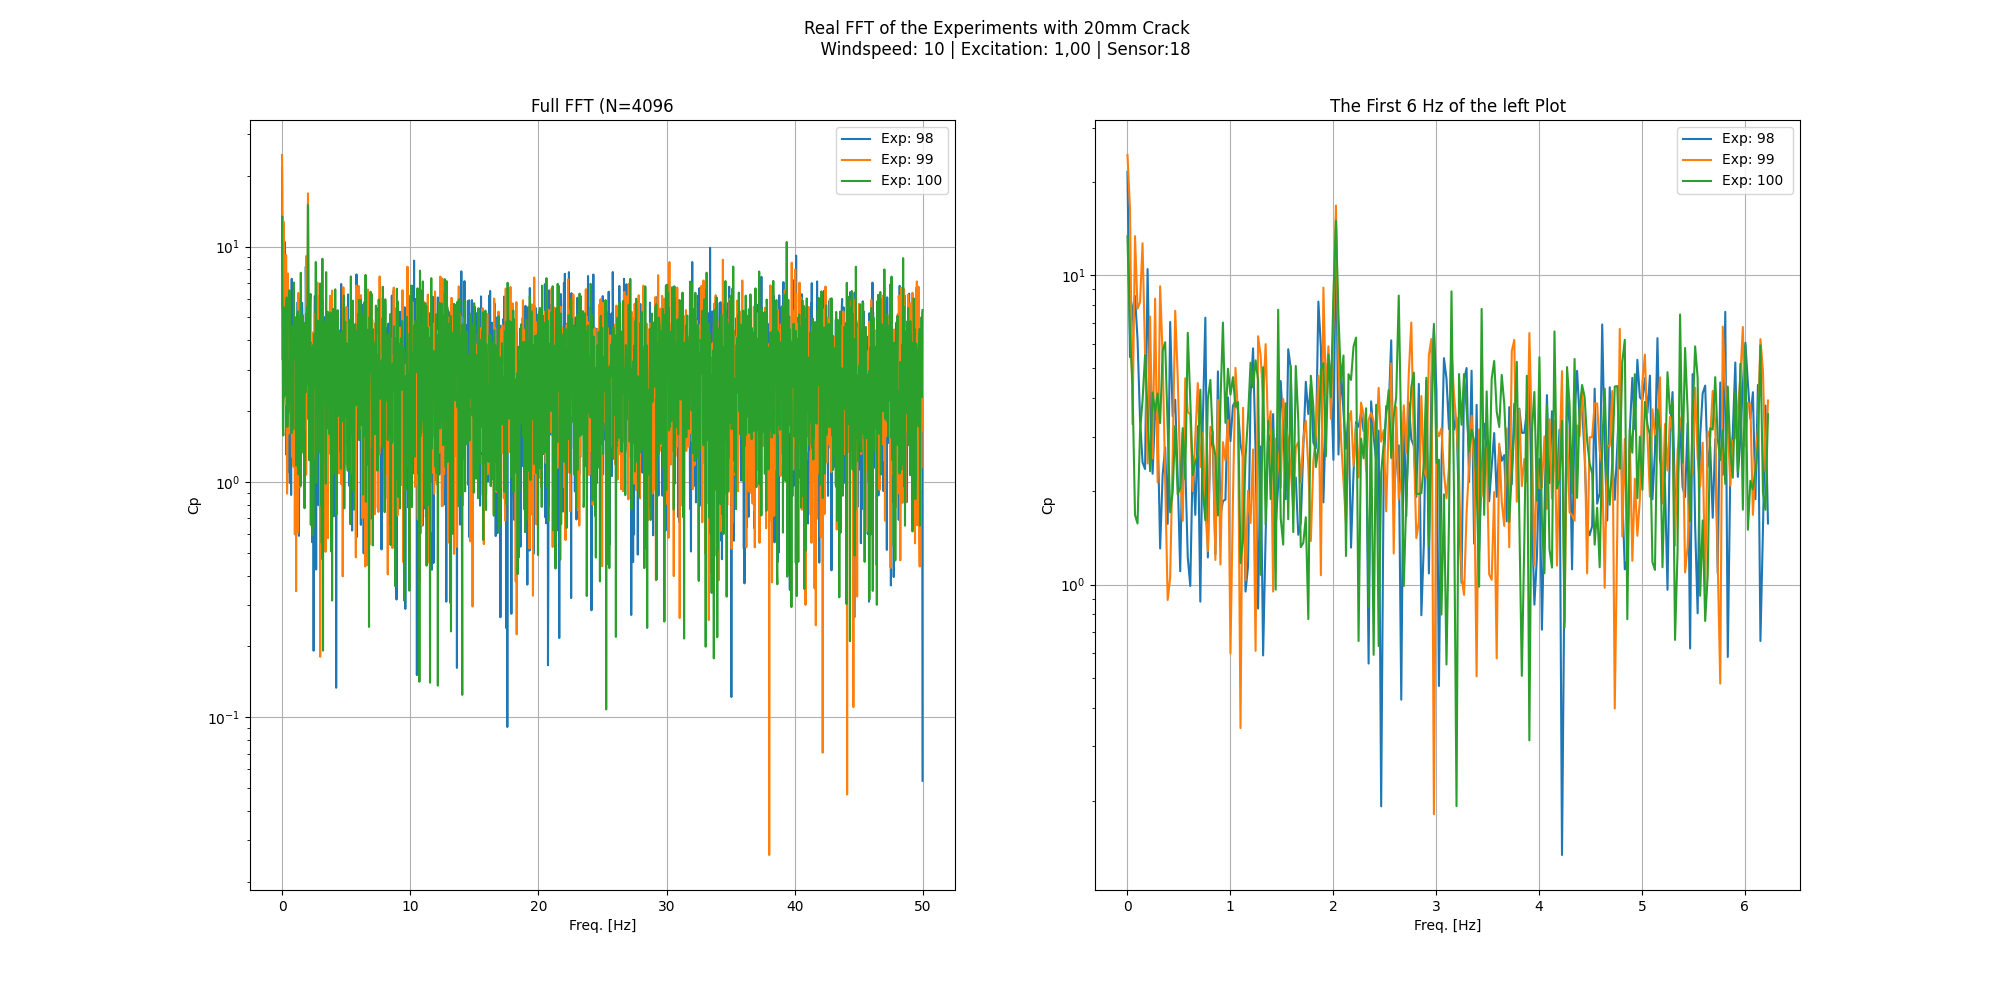 Real FFT of the Experiments with 20mm Crack
Windspeed: 10 | Excitation: 1,00 | Sensor:18
Full FFT (N=4096
Exp: 98
Exp: 99
Exp: 100
10¹
10⁰
10⁻¹
Cp
0 10 20 30 40 50
Freq. [Hz]
The First 6 Hz of the left Plot
Exp: 98
Exp: 99
Exp: 100
10¹
10⁰
Cp
0 1 2 3 4 5 6
Freq. [Hz]